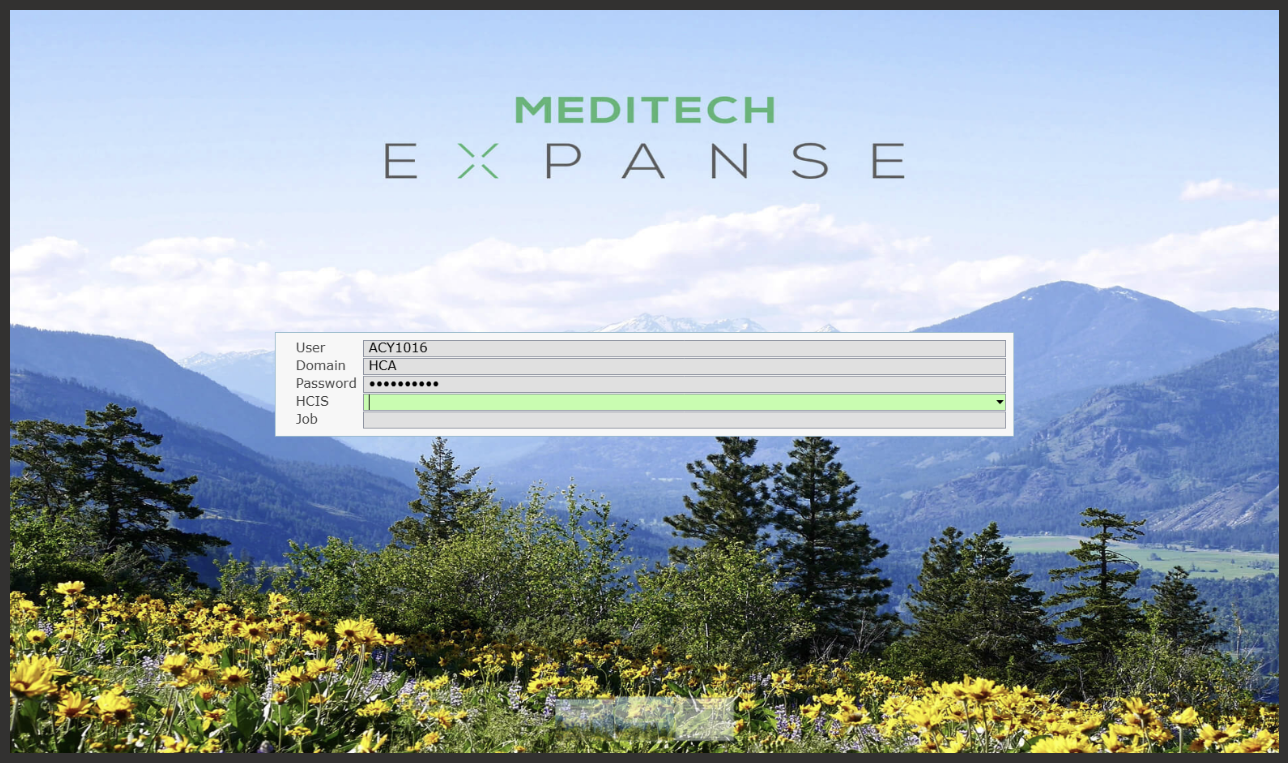 MEDITECH
EXPANSE
User ACY1016
Domain HCA
Password ••••••••••
HCIS
Job